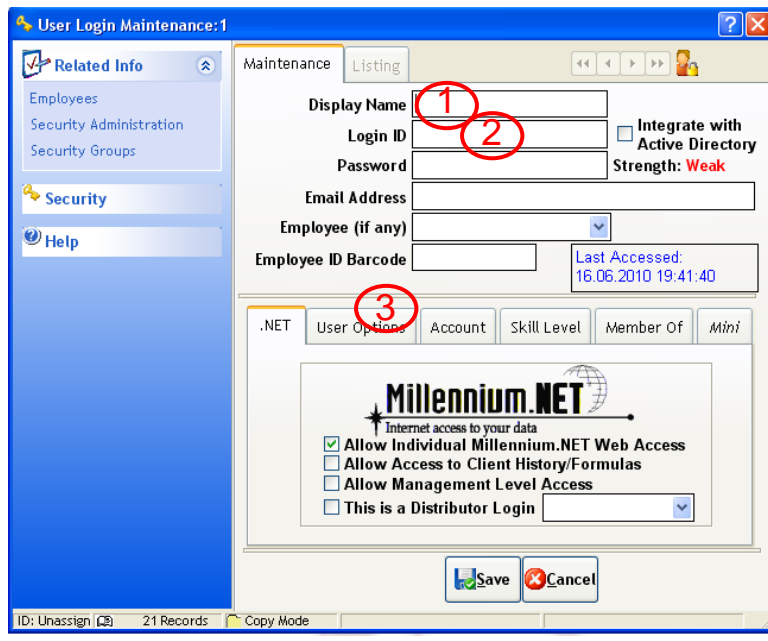 User Login Maintenance:1
Related Info
Employees
Security Administration
Security Groups
Security
Help
Maintenance Listing
Display Name 1
Login ID 2
Integrate with
Active Directory
Password Strength: Weak
Email Address
Employee (if any)
Employee ID Barcode
Last Accessed:
16.06.2010 19:41:40
3
.NET User Options Account Skill Level Member Of Mini
Millennium.NET
Internet access to your data
Allow Individual Millennium.NET Web Access
Allow Access to Client History/Formulas
Allow Management Level Access
This is a Distributor Login
Save Cancel
ID: Unassign 21 Records Copy Mode